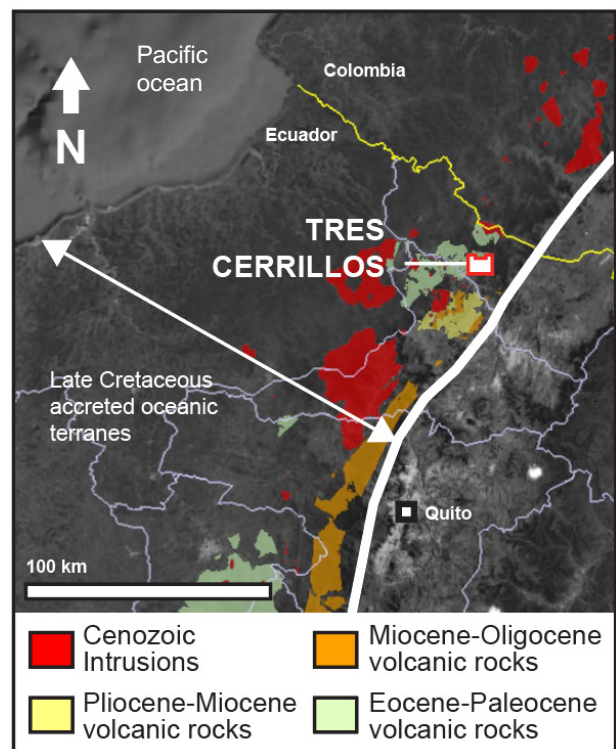 Pacific
ocean
N
Colombia
Ecuador
TRES
CERRILLOS
Late Cretaceous
accreted oceanic
terranes
Quito
100 km
Cenozoic
Intrusions
Miocene-Oligocene
volcanic rocks
Pliocene-Miocene
volcanic rocks
Eocene-Paleocene
volcanic rocks